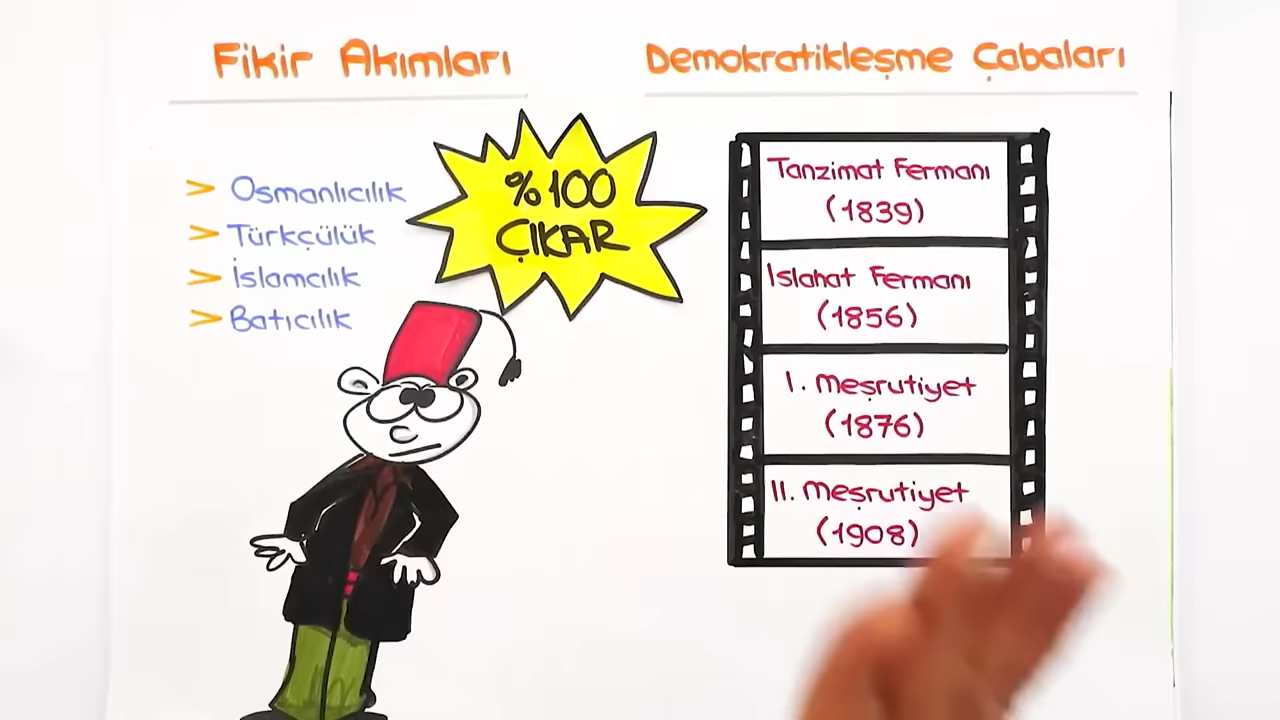 Fikir Akımları
> Osmanlıcılık
> Türkçülük
> İslamcılık
> Batıcılık
%100
ÇIKAR
Demokratikleşme Çabaları
Tanzimat Fermanı
(1839)
Islahat Fermanı
(1856)
I. Meşrutiyet
(1876)
II. Meşrutiyet
(1908)